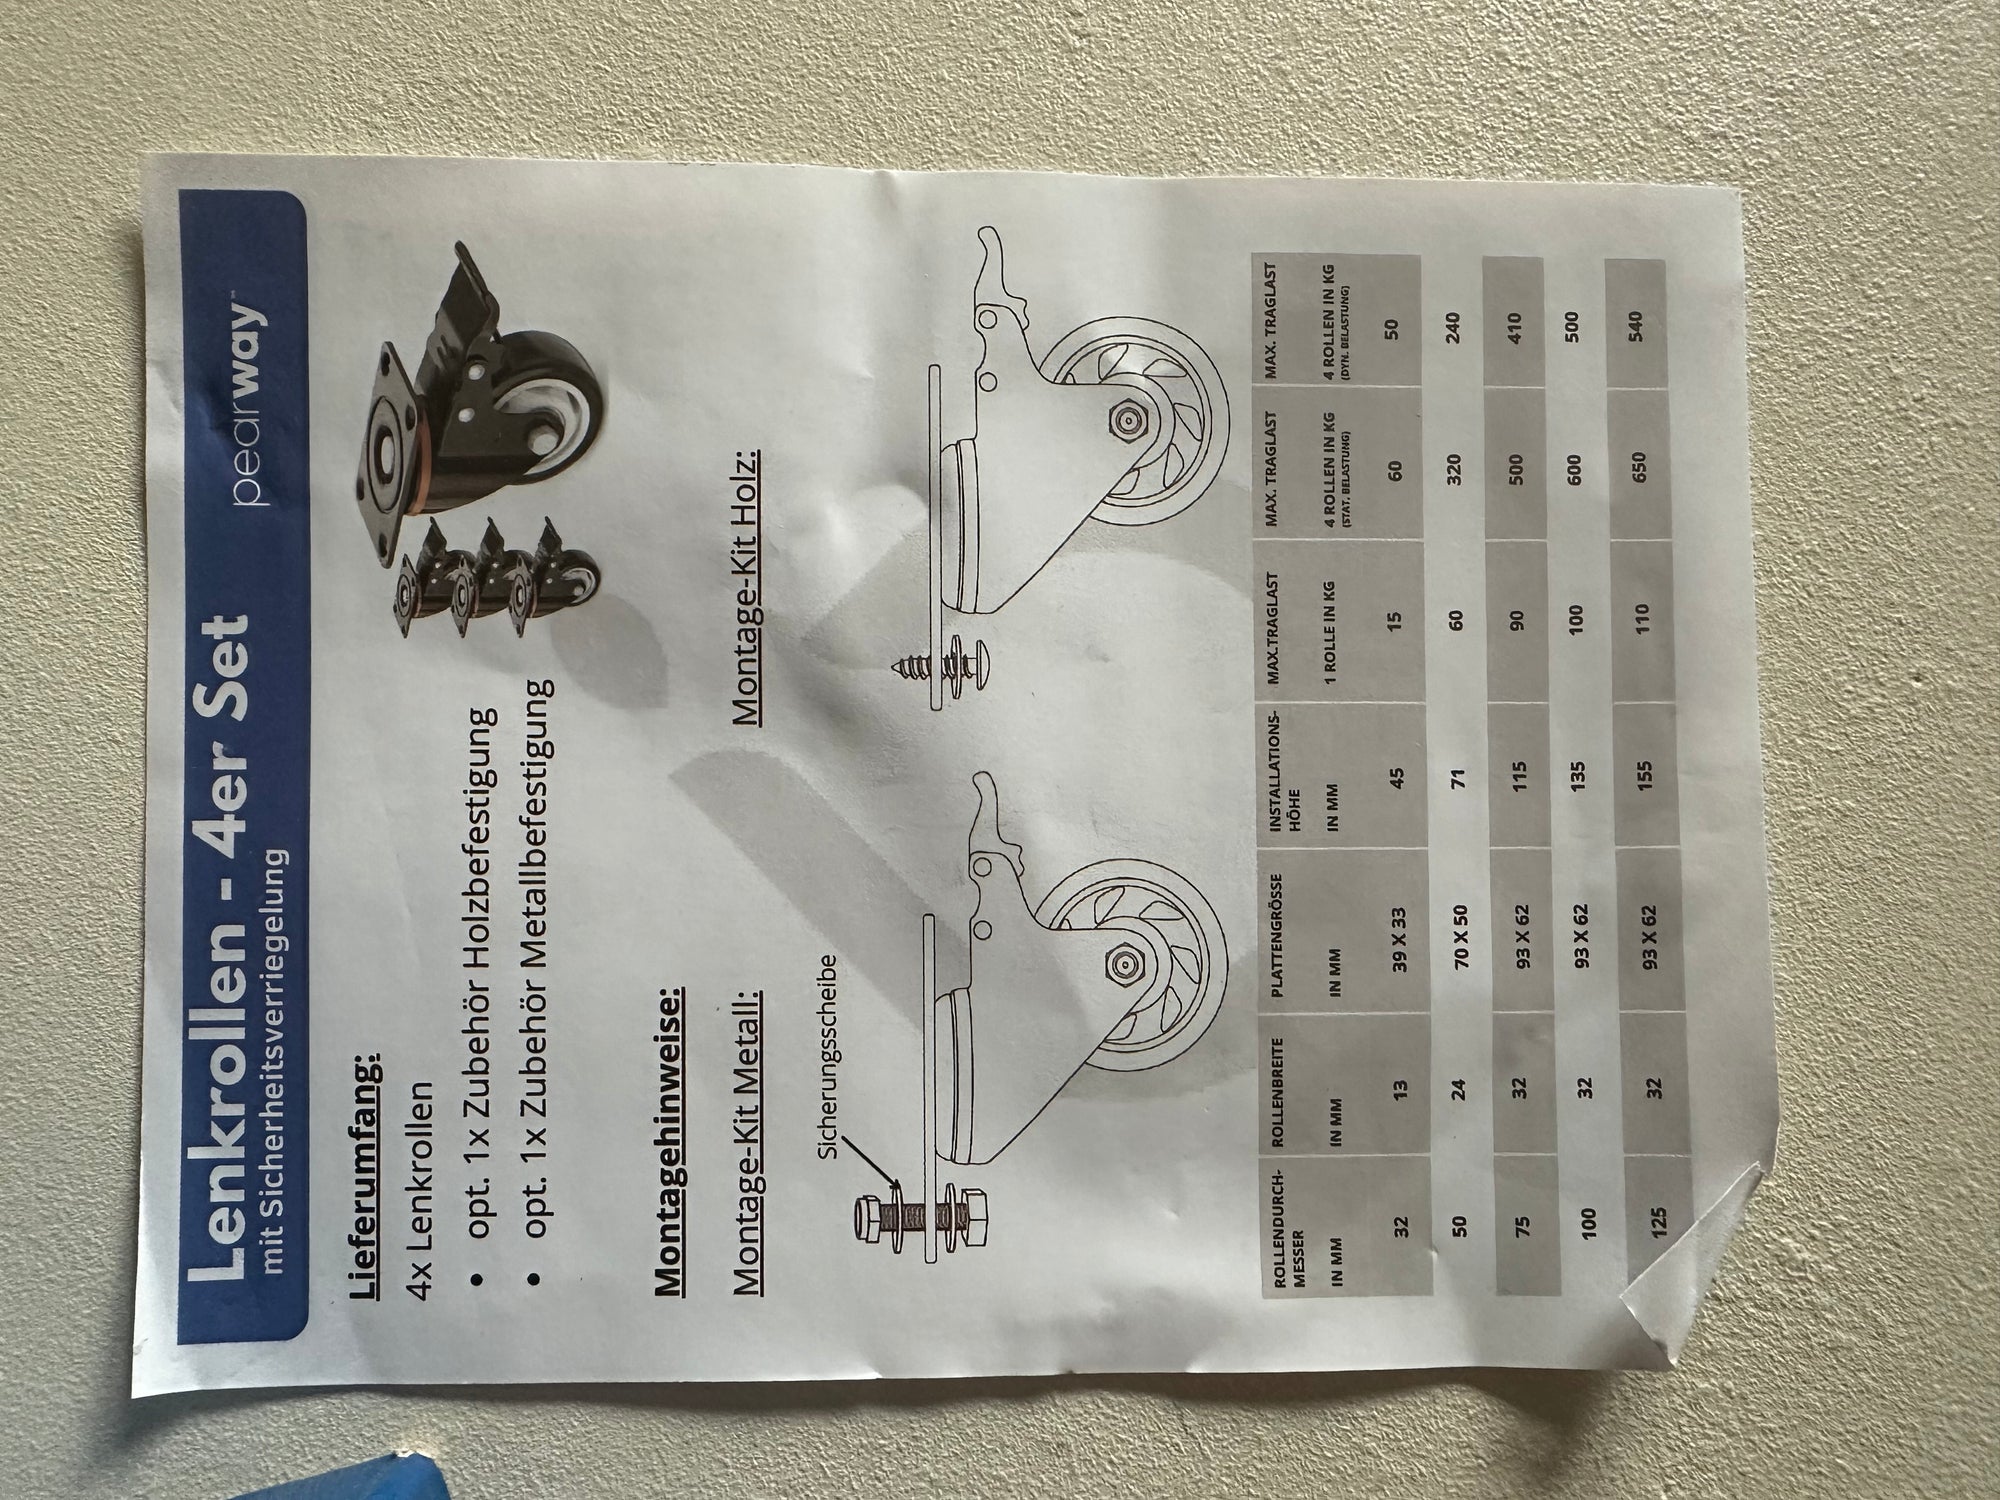 Lenkrollen - 4er Set
mit Sicherheitsverriegelung
pearway™
Lieferumfang:
4x Lenkrollen
• opt. 1x Zubehör Holzbefestigung
• opt. 1x Zubehör Metallbefestigung
Montagehinweise:
Montage-Kit Metall:
Montage-Kit Holz:
Sicherungsscheibe
ROLLENDURCH-MESSER IN MM ROLLENBREITE IN MM PLATTENGRÖSSE IN MM INSTALLATIONS-HÖHE IN MM MAX.TRAGLAST 1 ROLLE IN KG MAX. TRAGLAST 4 ROLLEN IN KG (STAT. BELASTUNG) MAX. TRAGLAST 4 ROLLEN IN KG (DYN. BELASTUNG)
32 13 39 X 33 45 15 60 50
50 24 70 X 50 71 60 320 240
75 32 93 X 62 115 90 500 410
100 32 93 X 62 135 100 600 500
125 32 93 X 62 155 110 650 540